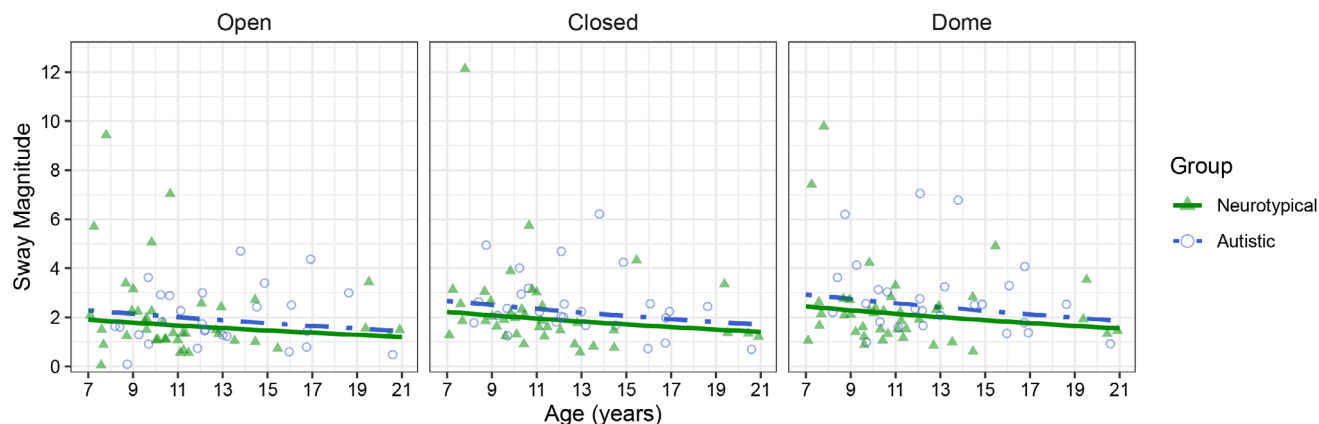 Open Closed Dome
Sway Magnitude
12
10
8
6
4
2
0
7 9 11 13 15 17 19 21 7 9 11 13 15 17 19 21 7 9 11 13 15 17 19 21
Age (years)
Group
Neurotypical
Autistic